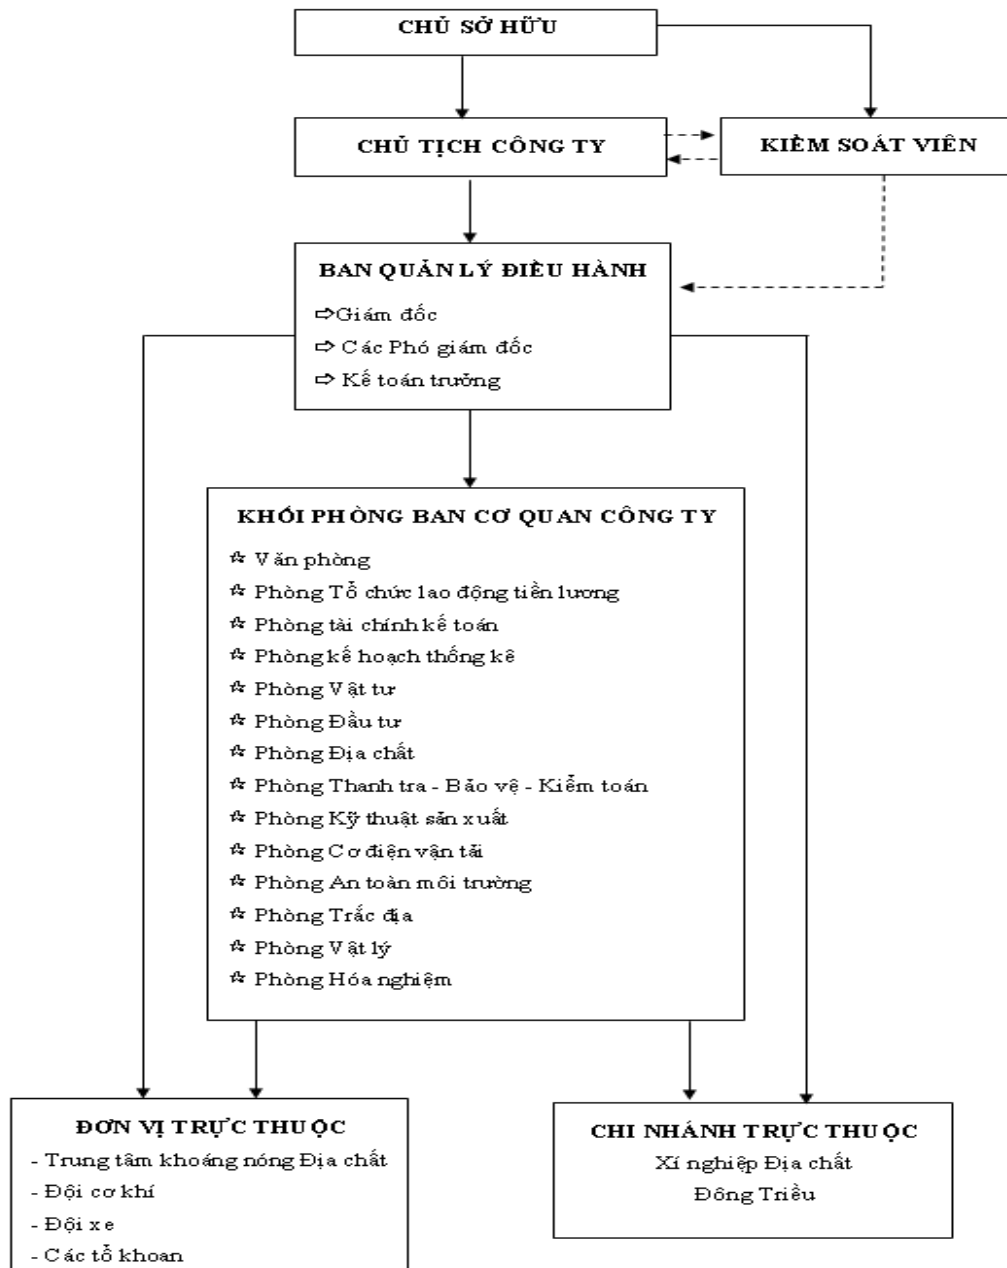 CHỦ SỞ HỮU
CHỦ TỊCH CÔNG TY
KIỂM SOÁT VIÊN
BAN QUẢN LÝ ĐIỀU HÀNH
⇨Giám đốc
⇨ Các Phó giám đốc
⇨ Kế toán trưởng
KHỐI PHÒNG BAN CƠ QUAN CÔNG TY
☆ Văn phòng
☆ Phòng Tổ chức lao động tiền lương
☆ Phòng tài chính kế toán
☆ Phòng kế hoạch thống kê
☆ Phòng Vật tư
☆ Phòng Đầu tư
☆ Phòng Địa chất
☆ Phòng Thanh tra - Bảo vệ - Kiểm toán
☆ Phòng Kỹ thuật sản xuất
☆ Phòng Cơ điện vận tải
☆ Phòng An toàn môi trường
☆ Phòng Trắc địa
☆ Phòng Vật lý
☆ Phòng Hóa nghiệm
ĐƠN VỊ TRỰC THUỘC
- Trung tâm khoáng nóng Địa chất
- Đội cơ khí
- Đội xe
- Các tổ khoan
CHI NHÁNH TRỰC THUỘC
Xí nghiệp Địa chất
Đông Triều